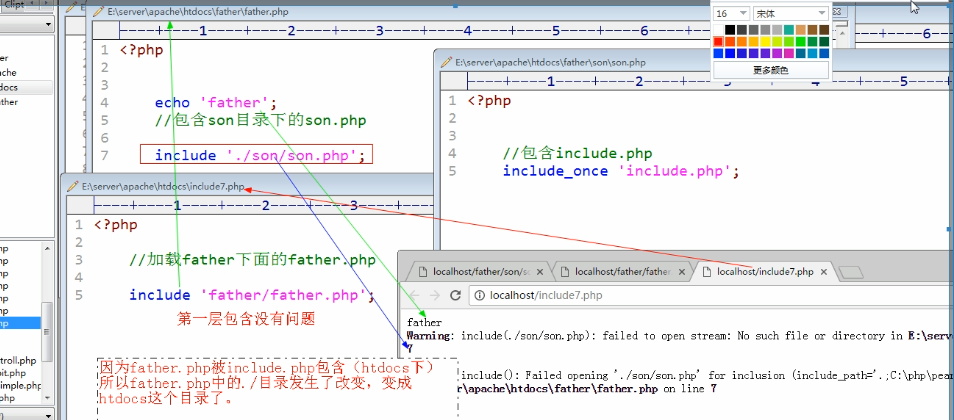 Clipt
E:\server\apache\htdocs\father\father.php
1 2 3
1 <?php
2
3
4 echo 'father';
5 //包含son目录下的son.php
6
7 include './son/son.php';
16 宋体
更多颜色
6
E:\server\apache\htdocs\father\son\son.php
1 2 3 4 5
1 <?php
2
3
4 //包含include.php
5 include_once 'include.php';
E:\server\apache\htdocs\include7.php
1 2 3
1 <?php
2
3 //加载father下面的father.php
4
5 include 'father/father.php';
第一层包含没有问题
因为father.php被include.php包含（htdocs下）
所以father.php中的./目录发生了改变，变成
htdocs这个目录了。
localhost/father/son/so localhost/father/father. localhost/include7.php
localhost/include7.php
father
Warning: include(./son/son.php): failed to open stream: No such file or directory in E:\serve
7
include(): Failed opening './son/son.php' for inclusion (include_path='.;C:\php\pear
\apache\htdocs\father\father.php on line 7
er
ache
docs
ther
np
np
np
np
np
np
np
troll.php
it.php
imple.php
np